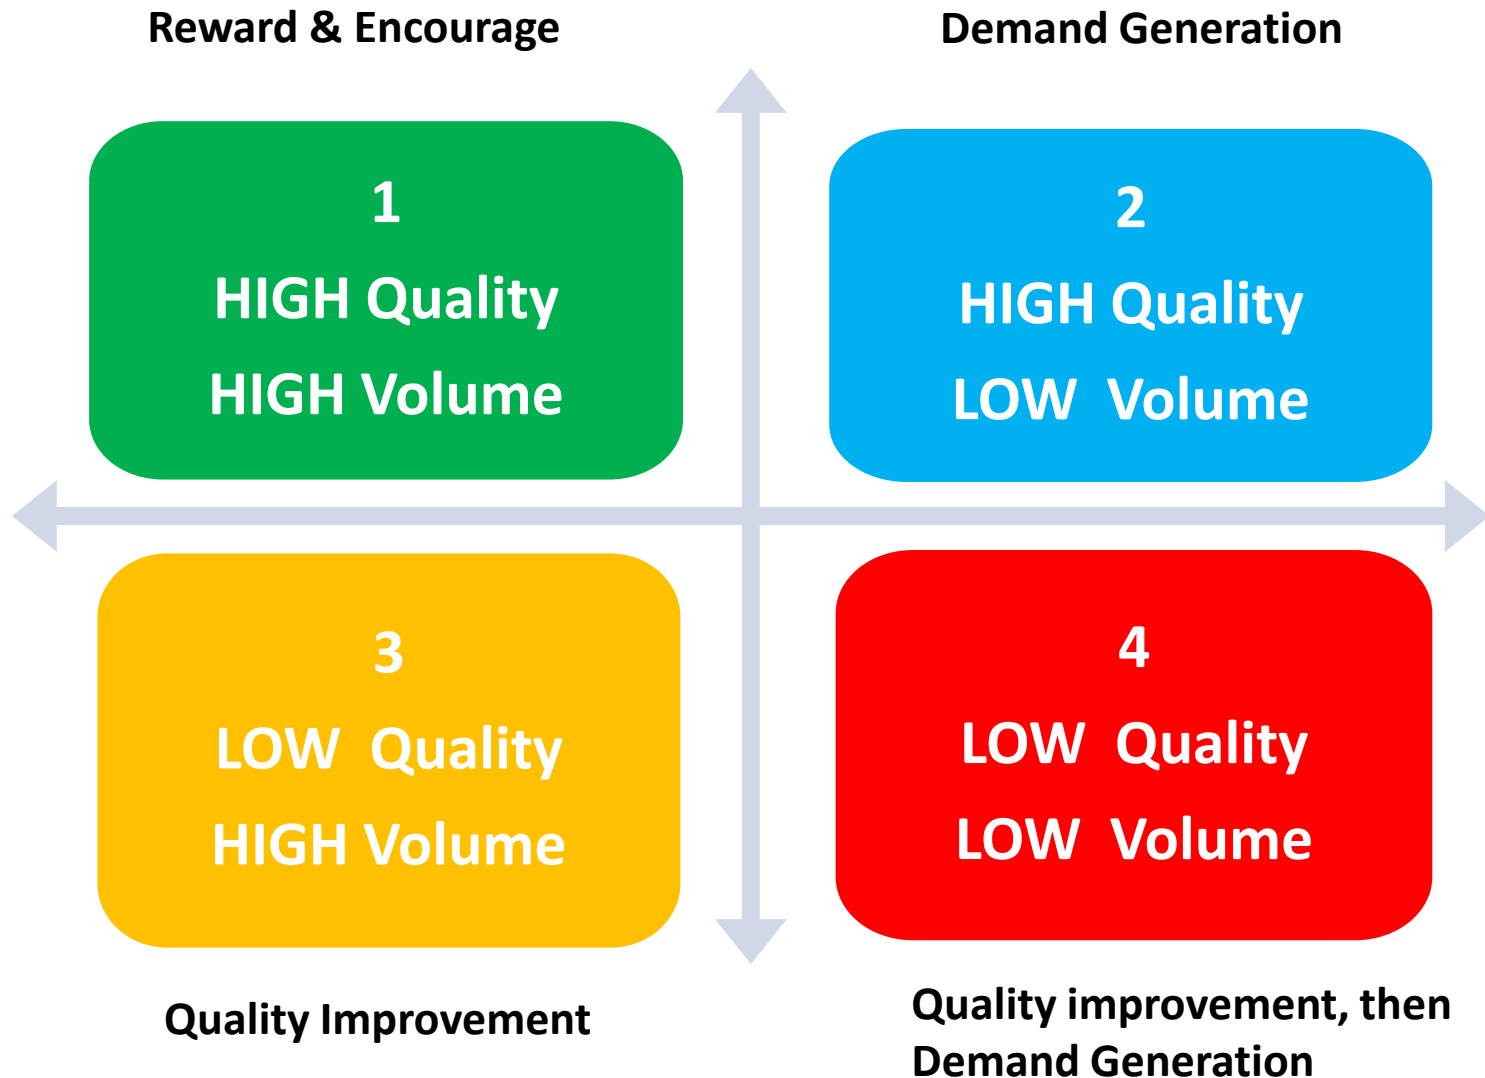 Reward & Encourage
Demand Generation
1
HIGH Quality
HIGH Volume
2
HIGH Quality
LOW  Volume
3
LOW  Quality
HIGH Volume
4
LOW  Quality
LOW  Volume
Quality Improvement
Quality improvement, then
Demand Generation